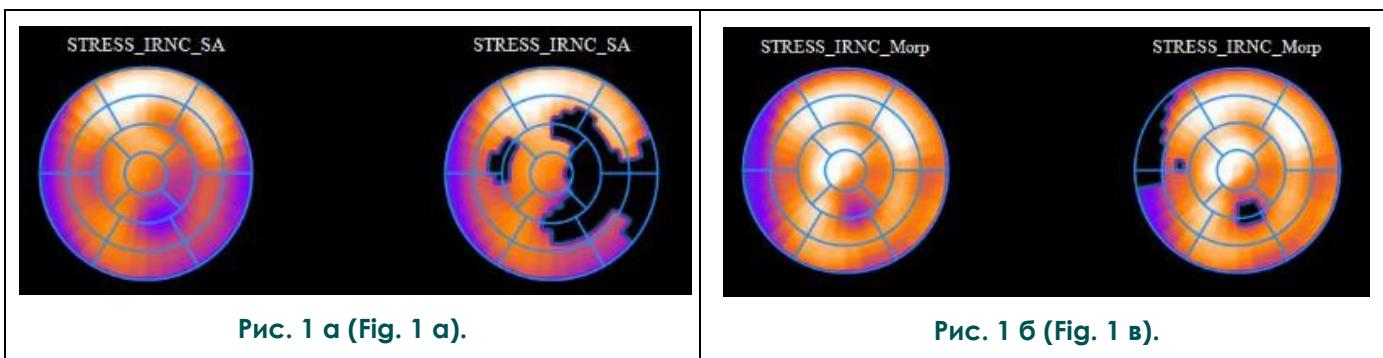 STRESS_IRNC_SA
STRESS_IRNC_SA
STRESS_IRNC_Morp
STRESS_IRNC_Morp
Рис. 1 а (Fig. 1 a).
Рис. 1 б (Fig. 1 в).